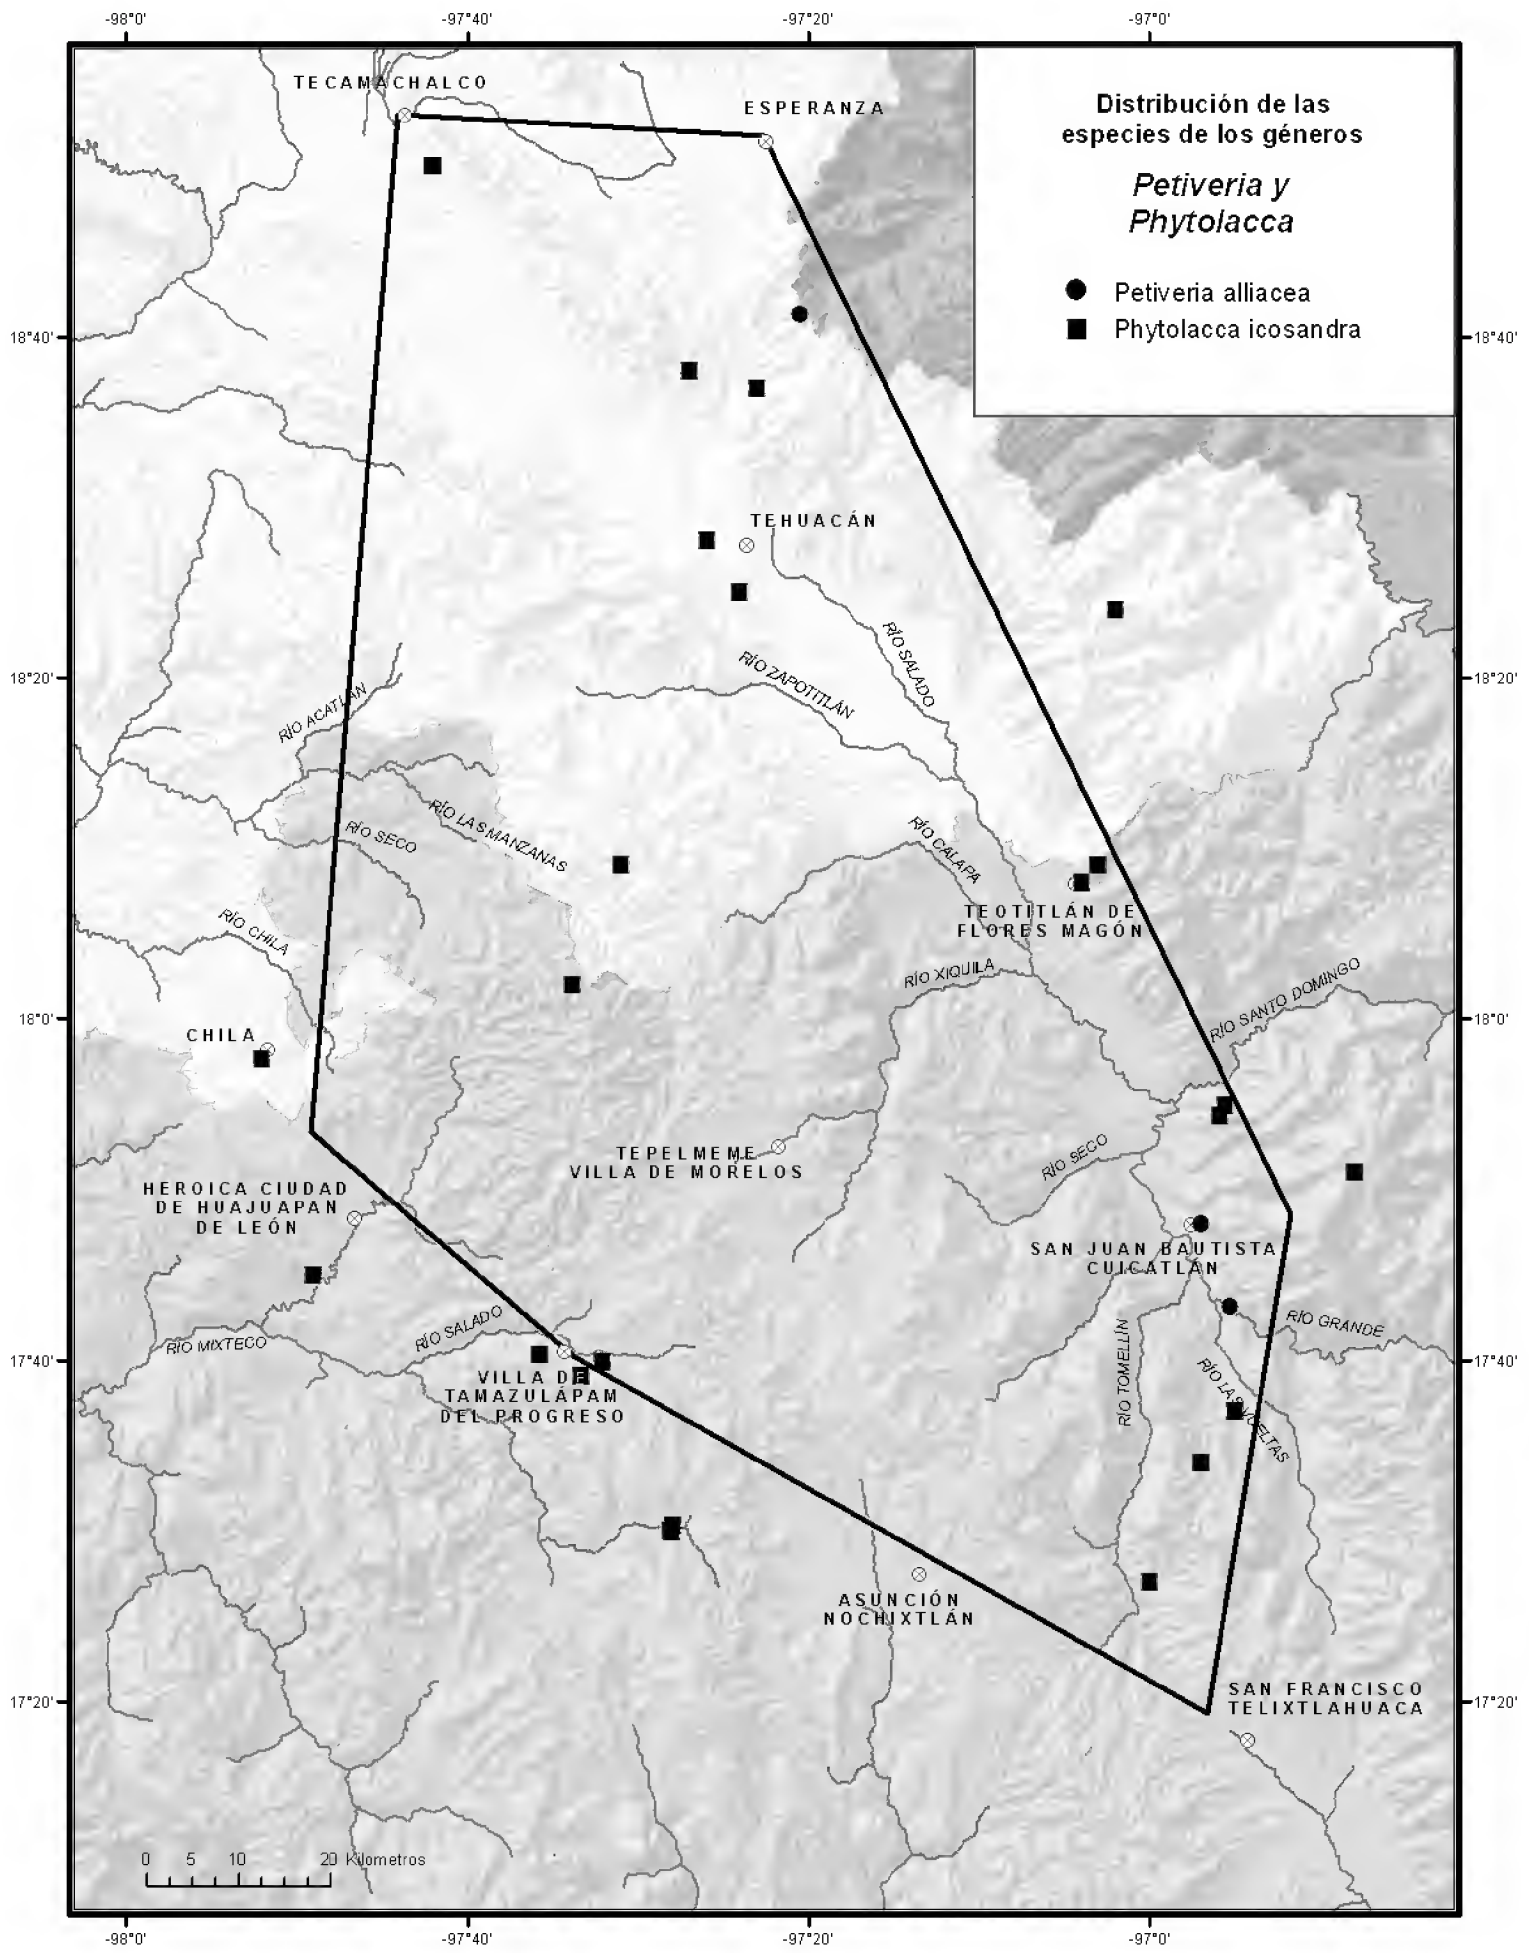 -98°0'
-97°40'
-97°20'
-97°0'
TECAMACHALCO
ESPERANZA
Distribución de las
especies de los géneros
Petiveria y
Phytolacca
Petiveria alliacea
Phytolacca icosandra
18°40'
18°40'
TEHUACÁN
RÍO SALADO
RÍO ZAPOTITLÁN
18°20'
18°20'
RÍO ACATLÁN
RÍO LAS MANZANAS
RÍO SECO
RÍO CALAPA
TEOTITLÁN DE
FLORES MAGÓN
RÍO CHILA
RÍO XIQUILA
RÍO SANTO DOMINGO
18°0'
18°0'
CHILA
TEPELMEME
VILLA DE MORELOS
RÍO SECO
HEROICA CIUDAD
DE HUAJUAPAN
DE LEÓN
SAN JUAN BAUTISTA
CUICATLÁN
RÍO SALADO
RÍO MIXTECO
RÍO GRANDE
RÍO TOMELLÍN
17°40'
17°40'
VILLA DE
TAMAZULÁPAM
DEL PROGRESO
RÍO LAS VUELTAS
ASUNCIÓN
NOCHIXTLÁN
SAN FRANCISCO
TELIXTLAHUACA
17°20'
17°20'
0 5 10 20 Kilometros
-98°0'
-97°40'
-97°20'
-97°0'